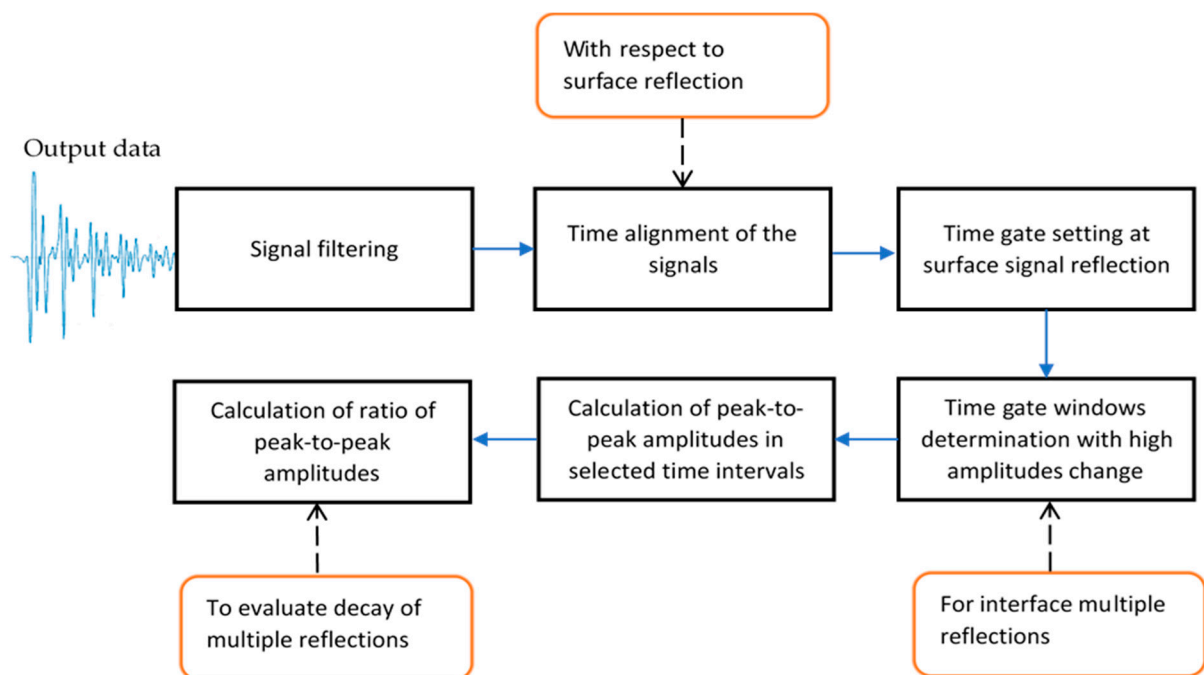 With respect to
surface reflection
Output data
Signal filtering
Time alignment of the
signals
Time gate setting at
surface signal reflection
Time gate windows
determination with high
amplitudes change
Calculation of peak-to-
peak amplitudes in
selected time intervals
Calculation of ratio of
peak-to-peak
amplitudes
To evaluate decay of
multiple reflections
For interface multiple
reflections